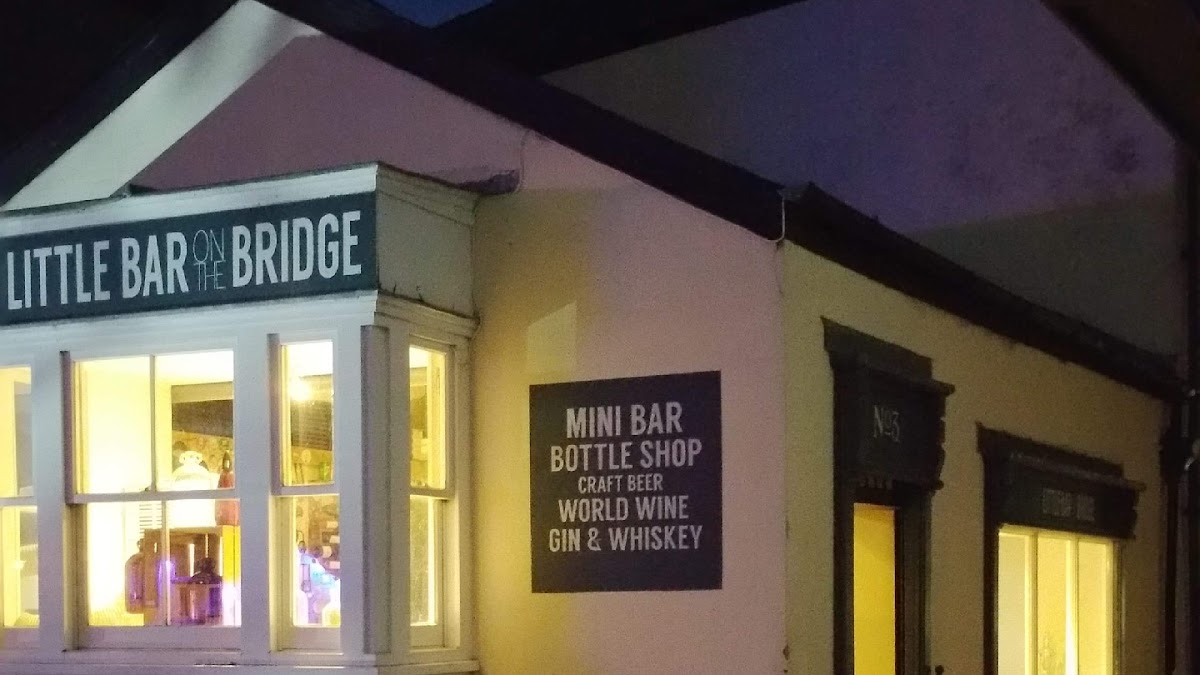 LITTLE BAR ON THE BRIDGE
MINI BAR
BOTTLE SHOP
CRAFT BEER
WORLD WINE
GIN & WHISKEY
No3